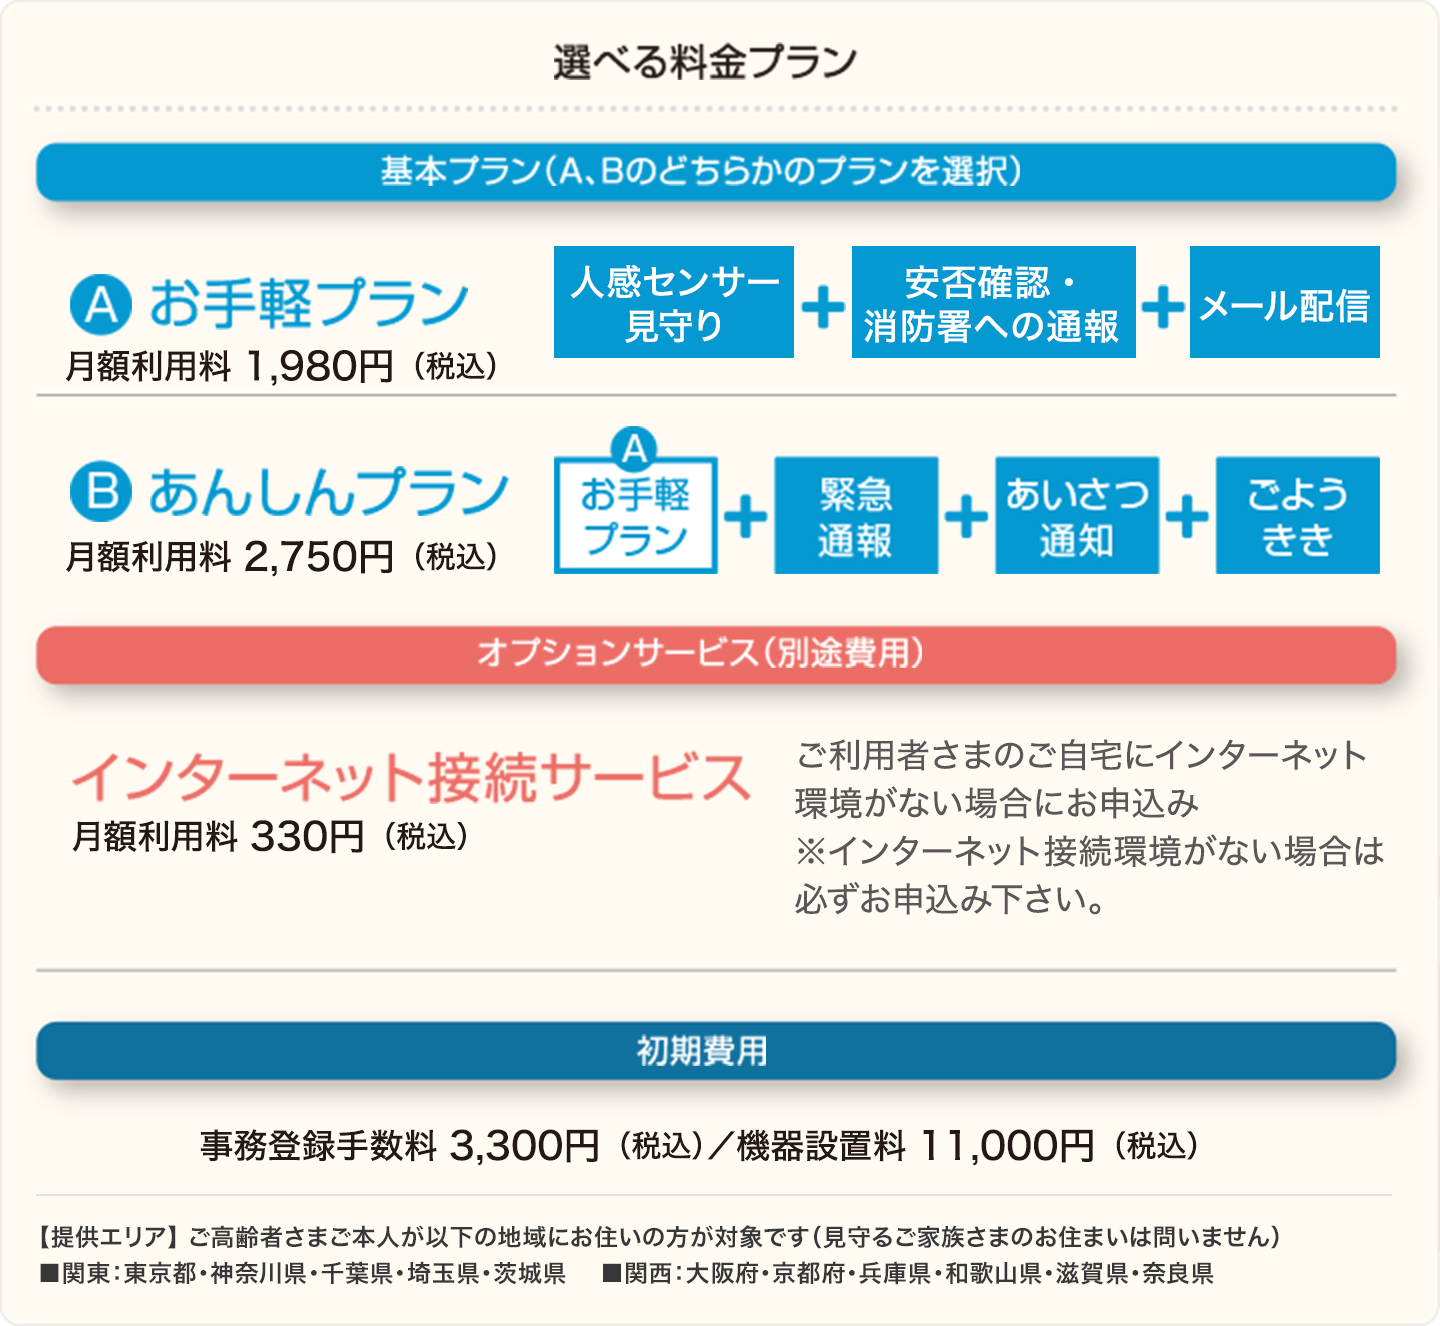 選べる料金プラン
基本プラン（A、Bのどちらかのプランを選択）
A お手軽プラン
月額利用料 1,980円（税込）
人感センサー
見守り
+
安否確認・
消防署への通報
+
メール配信
B あんしんプラン
月額利用料 2,750円（税込）
A
お手軽
プラン
+
緊急
通報
+
あいさつ
通知
+
ごよう
きき
オプションサービス（別途費用）
インターネット接続サービス
月額利用料 330円（税込）
ご利用者さまのご自宅にインターネット
環境がない場合にお申込み
※インターネット接続環境がない場合は
必ずお申込み下さい。
初期費用
事務登録手数料 3,300円（税込）／機器設置料 11,000円（税込）
【提供エリア】ご高齢者さまご本人が以下の地域にお住いの方が対象です（見守るご家族さまのお住まいは問いません）
■関東：東京都・神奈川県・千葉県・埼玉県・茨城県　■関西：大阪府・京都府・兵庫県・和歌山県・滋賀県・奈良県